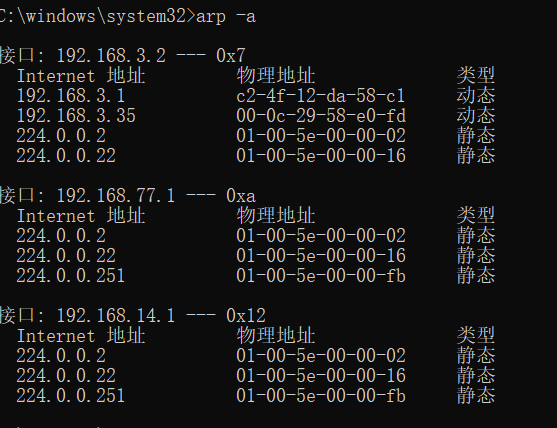 C:\windows\system32>arp -a
接口: 192.168.3.2 --- 0x7
Internet 地址 物理地址 类型
192.168.3.1 c2-4f-12-da-58-c1 动态
192.168.3.35 00-0c-29-58-e0-fd 动态
224.0.0.2 01-00-5e-00-00-02 静态
224.0.0.22 01-00-5e-00-00-16 静态
接口: 192.168.77.1 --- 0xa
Internet 地址 物理地址 类型
224.0.0.2 01-00-5e-00-00-02 静态
224.0.0.22 01-00-5e-00-00-16 静态
224.0.0.251 01-00-5e-00-00-fb 静态
接口: 192.168.14.1 --- 0x12
Internet 地址 物理地址 类型
224.0.0.2 01-00-5e-00-00-02 静态
224.0.0.22 01-00-5e-00-00-16 静态
224.0.0.251 01-00-5e-00-00-fb 静态